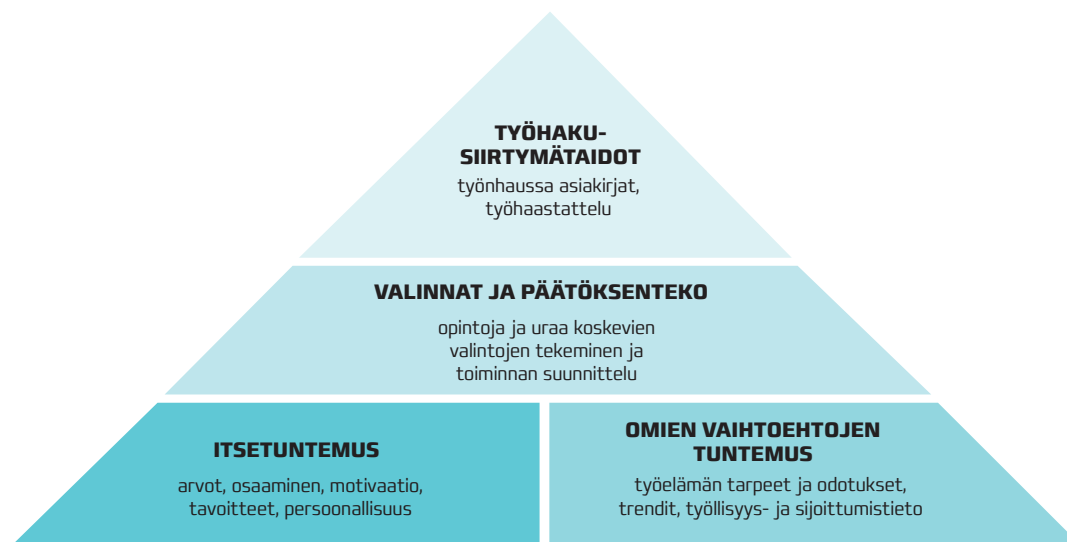 TYÖHAKU-
SIIRTYMÄTAIDOT
työnhaussa asiakirjat,
työhaastattelu
VALINNAT JA PÄÄTÖKSENTEKO
opintoja ja uraa koskevien
valintojen tekeminen ja
toiminnan suunnittelu
ITSETUNTEMUS
arvot, osaaminen, motivaatio,
tavoitteet, persoonallisuus
OMIEN VAIHTOEHTOJEN
TUNTEMUS
työelämän tarpeet ja odotukset,
trendit, työllisyys- ja sijoittumistieto